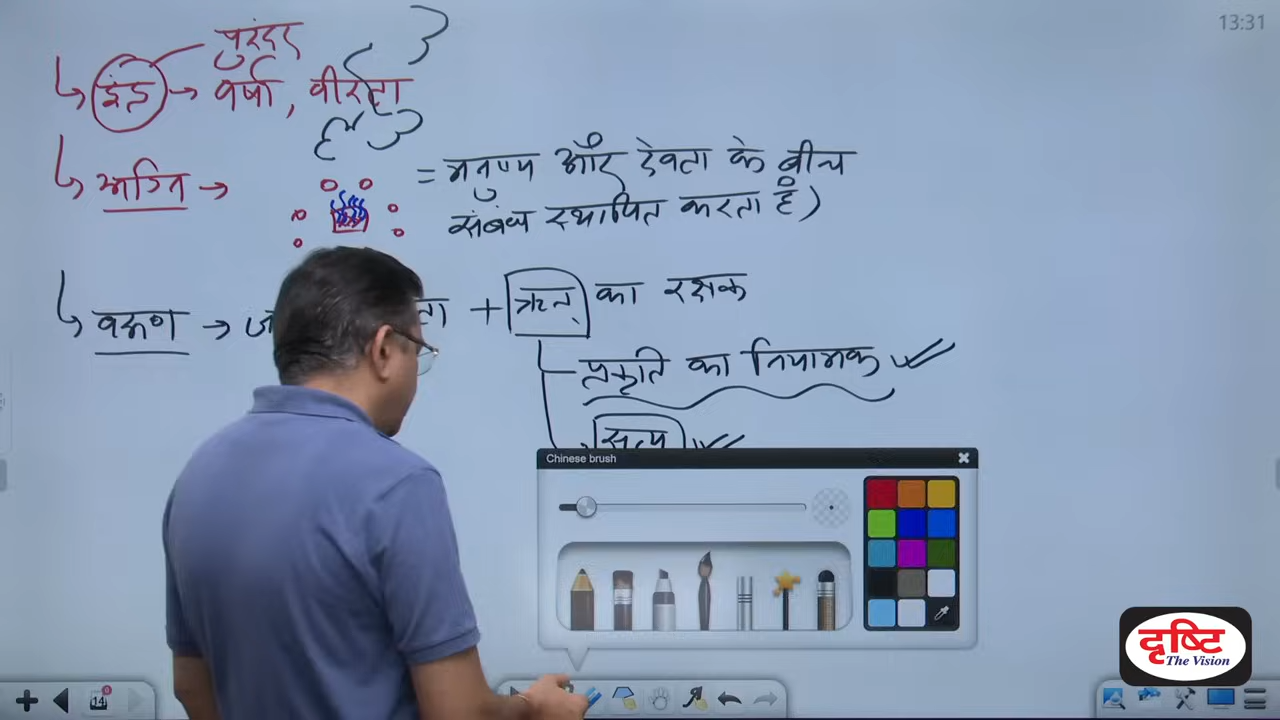 13:31
पुरंदर
इंद्र → वर्षा, वीरता
अग्नि →
= मनुष्य और देवता के बीच
संबंध स्थापित करता है)
वरुण → ता + ऋत् का रक्षक
प्रकृति का नियामक
सत्य
Chinese brush
14
दृष्टि
The Vision